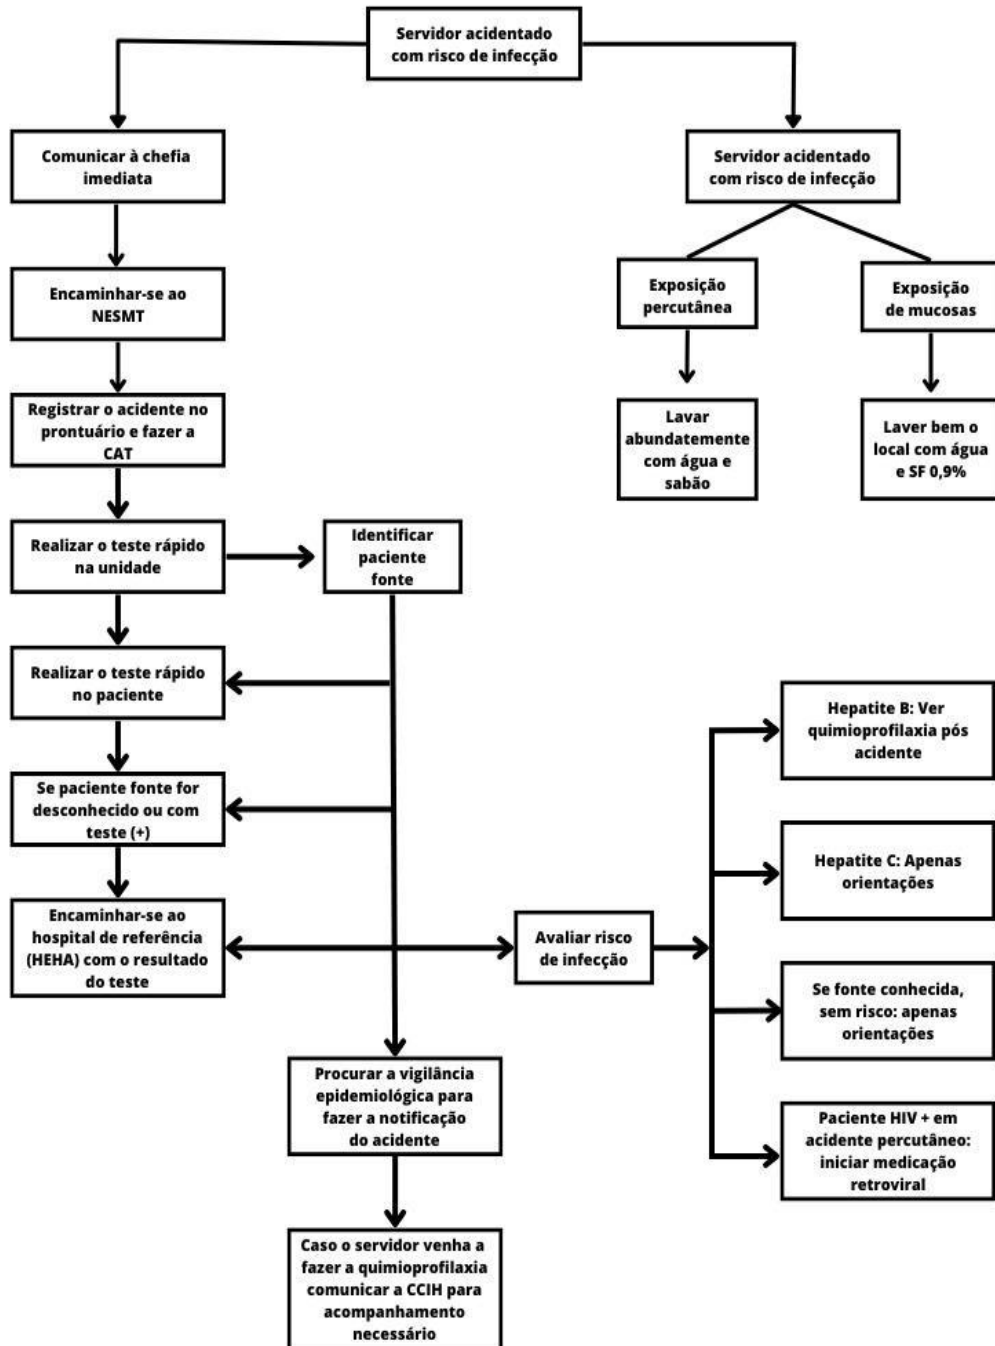 Servidor acidentado
com risco de infecção
Comunicar à chefia
imediata
Servidor acidentado
com risco de infecção
Encaminhar-se ao
NESMT
Exposição
percutânea
Exposição
de mucosas
Registrar o acidente no
prontuário e fazer a
CAT
Lavar
abundatemente
com água e
sabão
Laver bem o
local com água
e SF 0,9%
Realizar o teste rápido
na unidade
Identificar
paciente
fonte
Realizar o teste rápido
no paciente
Se paciente fonte for
desconhecido ou com
teste (+)
Encaminhar-se ao
hospital de referência
(HEHA) com o resultado
do teste
Avaliar risco
de infecção
Hepatite B: Ver
quimioprofilaxia pós
acidente
Hepatite C: Apenas
orientações
Se fonte conhecida,
sem risco: apenas
orientações
Paciente HIV + em
acidente percutâneo:
iniciar medicação
retroviral
Procurar a vigilância
epidemiológica para
fazer a notificação
do acidente
Caso o servidor venha a
fazer a quimioprofilaxia
comunicar a CCIH para
acompanhamento
necessário